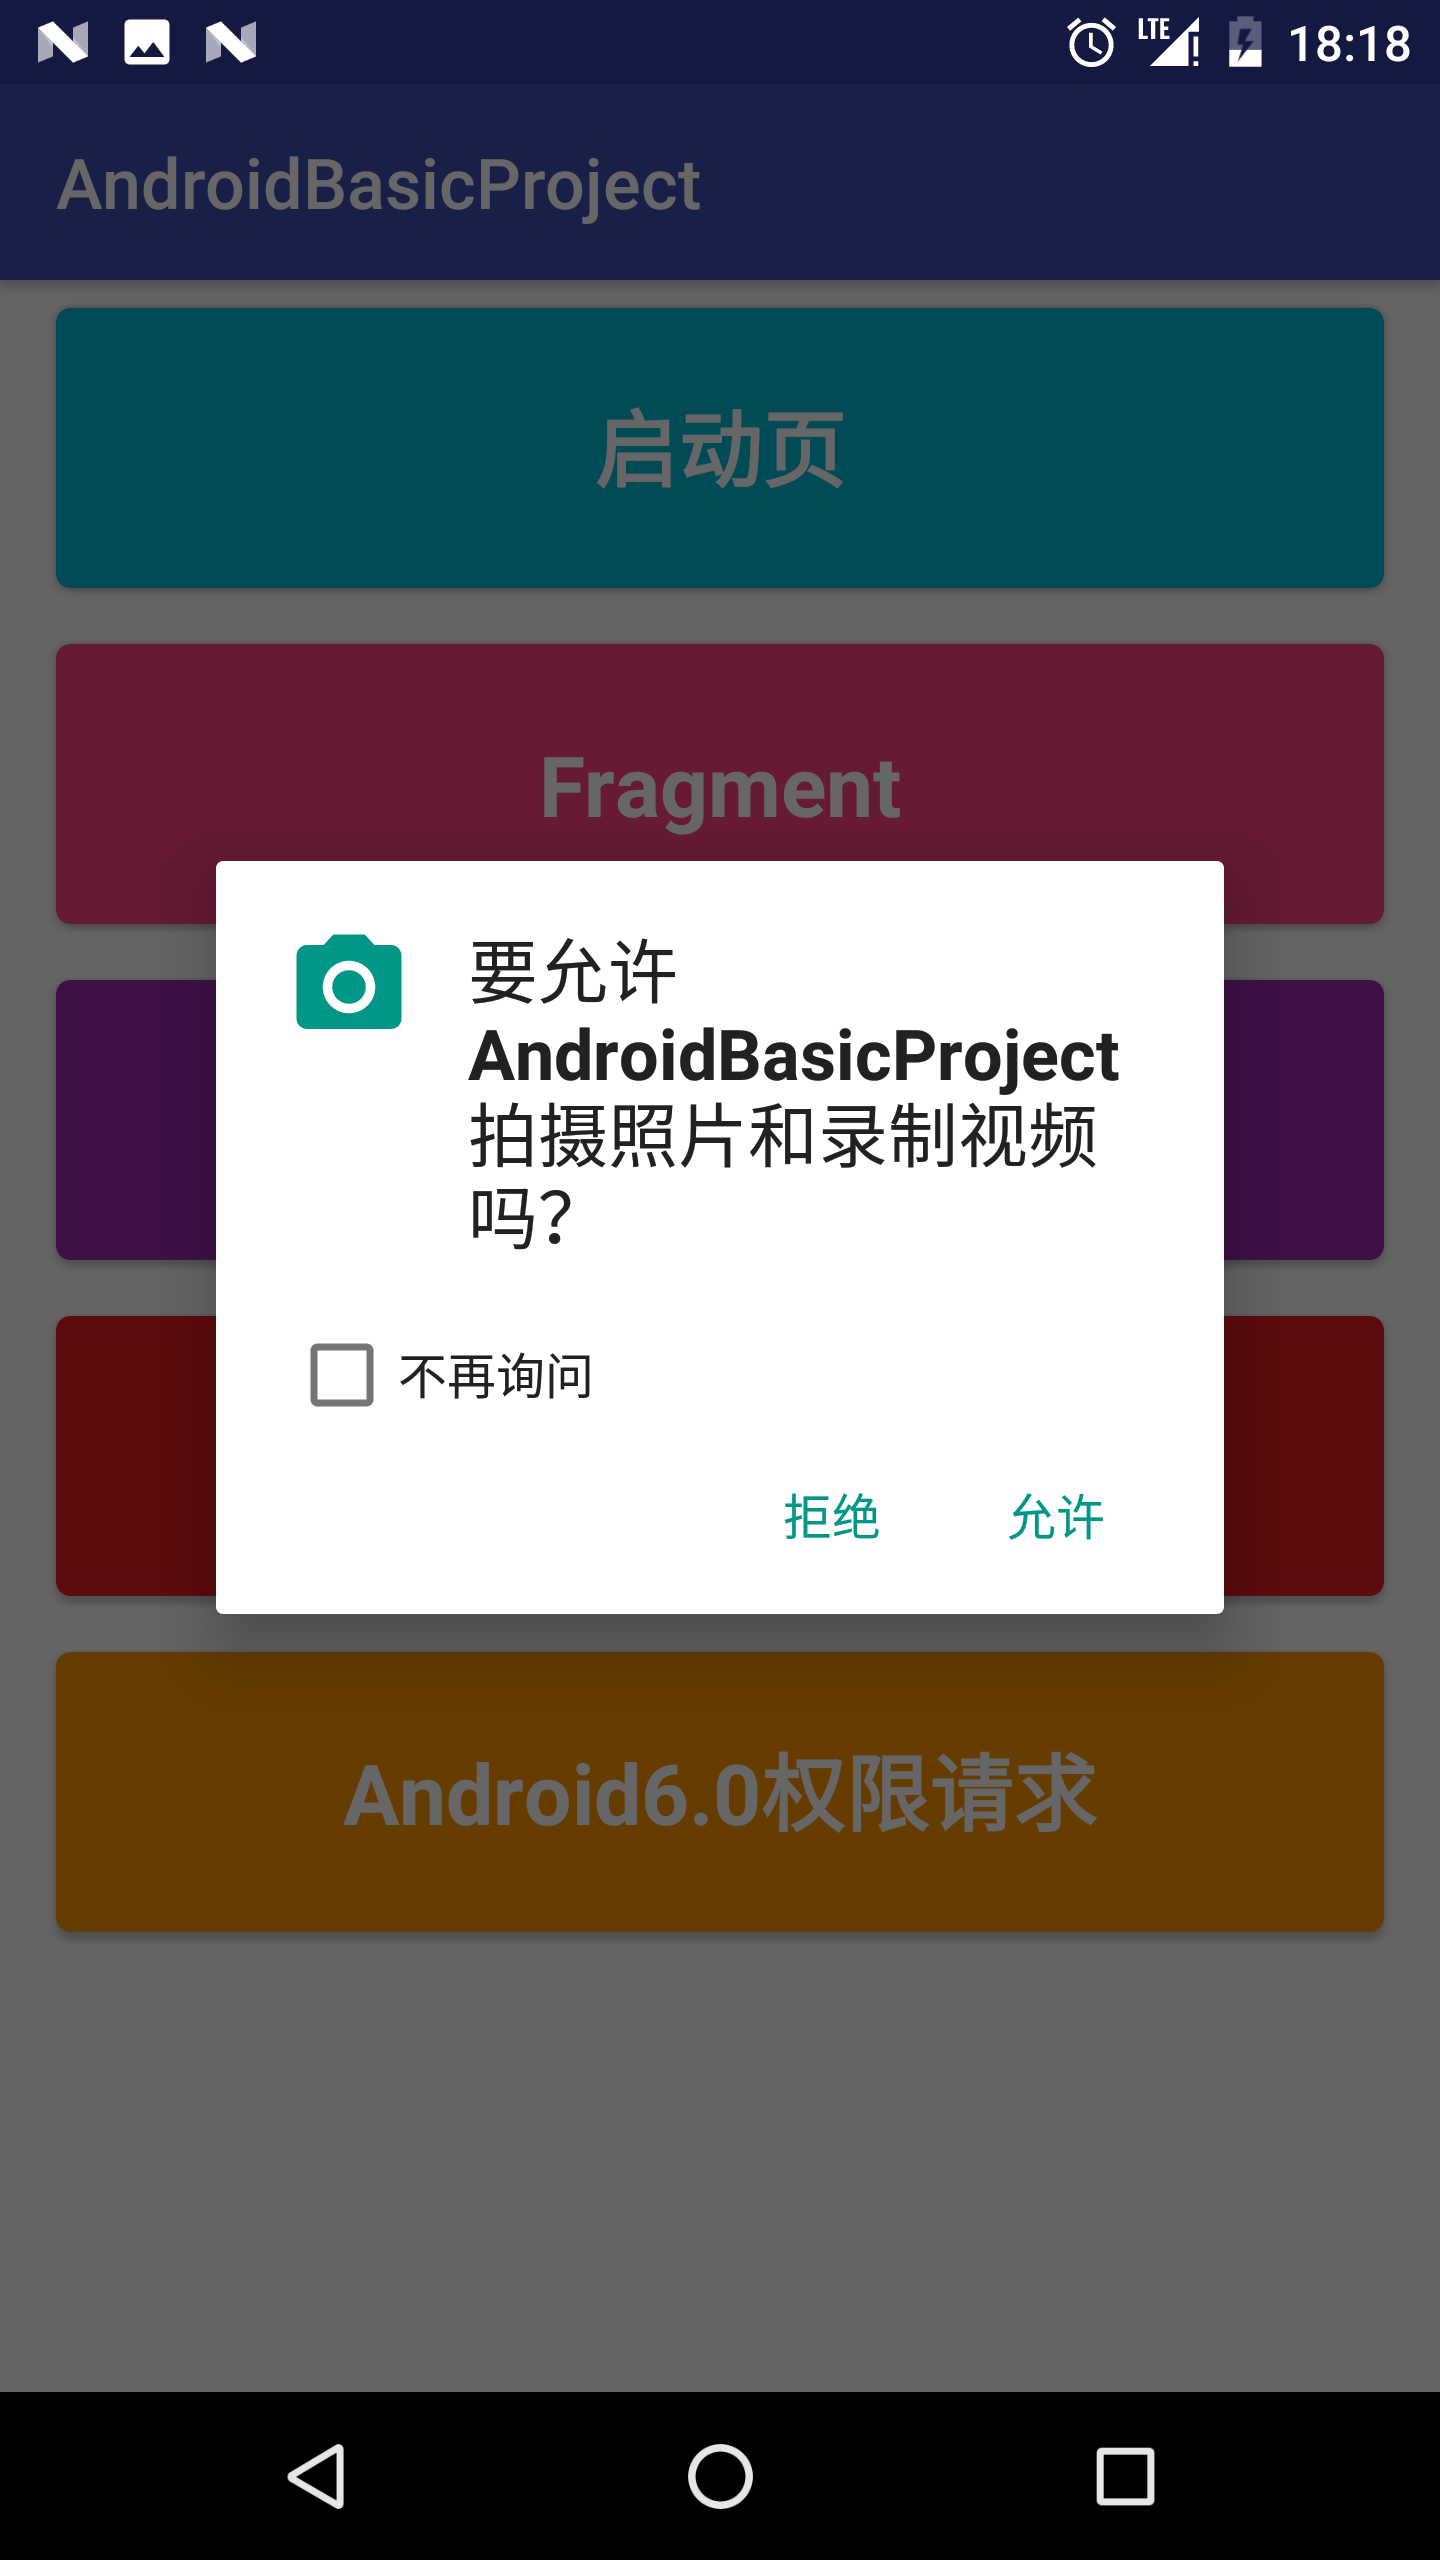 LTE 18:18
AndroidBasicProject
启动页
Fragment
要允许
AndroidBasicProject
拍摄照片和录制视频
吗？
不再询问
拒绝 允许
Android6.0权限请求